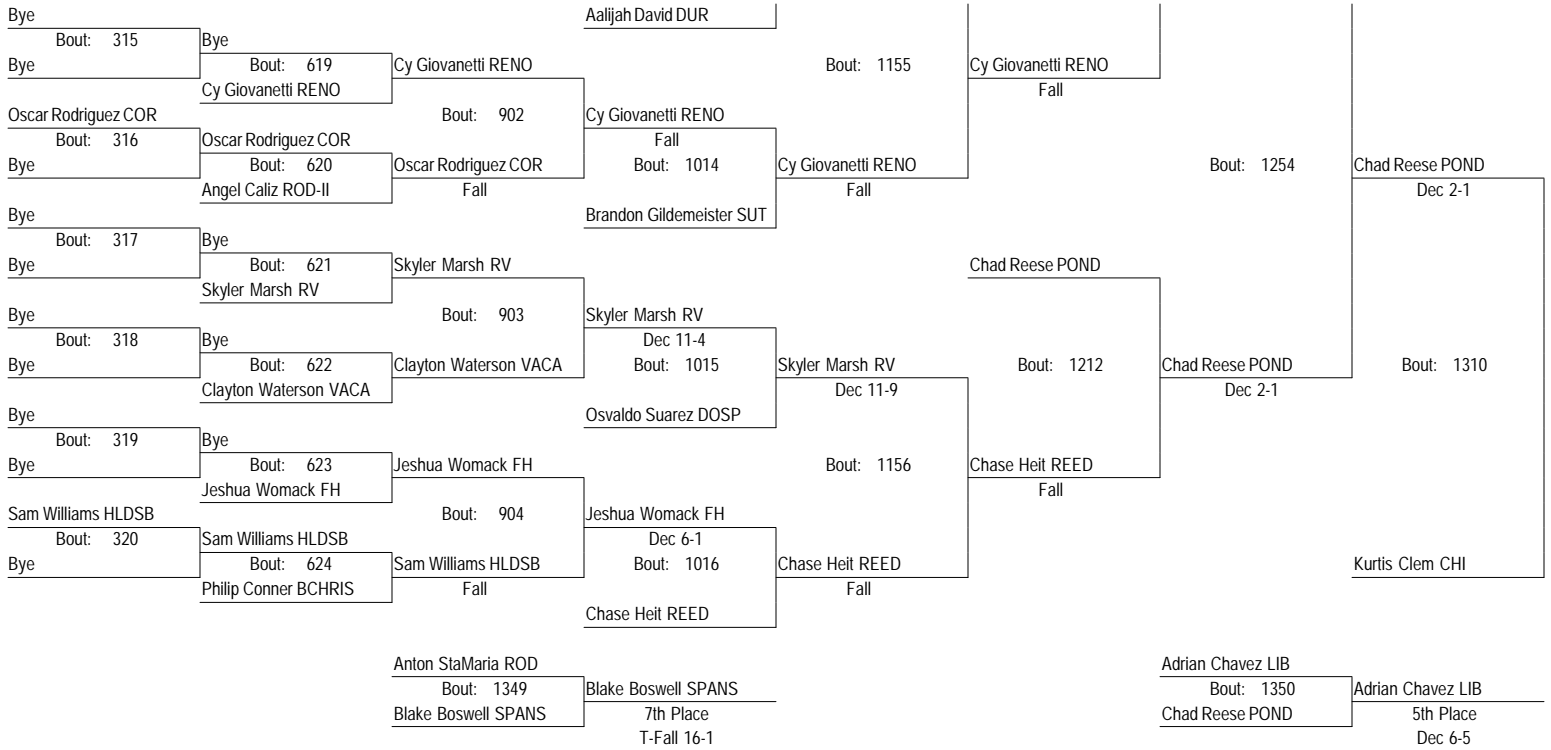 Bye
Aalijah David DUR
Bout: 315
Bye
Bye
Bout: 619
Cy Giovanetti RENO
Bout: 1155
Cy Giovanetti RENO
Cy Giovanetti RENO
Fall
Oscar Rodriguez COR
Bout: 902
Cy Giovanetti RENO
Bout: 316
Oscar Rodriguez COR
Fall
Bye
Bout: 620
Oscar Rodriguez COR
Bout: 1014
Cy Giovanetti RENO
Bout: 1254
Chad Reese POND
Angel Caliz ROD-II
Fall
Fall
Dec 2-1
Bye
Brandon Gildemeister SUT
Bout: 317
Bye
Bye
Bout: 621
Skyler Marsh RV
Chad Reese POND
Skyler Marsh RV
Bye
Bout: 903
Skyler Marsh RV
Bout: 318
Bye
Dec 11-4
Bye
Bout: 622
Clayton Waterson VACA
Bout: 1015
Skyler Marsh RV
Bout: 1212
Chad Reese POND
Bout: 1310
Clayton Waterson VACA
Dec 11-9
Dec 2-1
Bye
Osvaldo Suarez DOSP
Bout: 319
Bye
Bye
Bout: 623
Jeshua Womack FH
Bout: 1156
Chase Heit REED
Jeshua Womack FH
Fall
Sam Williams HLDSB
Bout: 904
Jeshua Womack FH
Bout: 320
Sam Williams HLDSB
Dec 6-1
Bye
Bout: 624
Sam Williams HLDSB
Bout: 1016
Chase Heit REED
Kurtis Clem CHI
Philip Conner BCHRIS
Fall
Fall
Chase Heit REED
Anton StaMaria ROD
Adrian Chavez LIB
Bout: 1349
Blake Boswell SPANS
Bout: 1350
Adrian Chavez LIB
Blake Boswell SPANS
7th Place
Chad Reese POND
5th Place
T-Fall 16-1
Dec 6-5